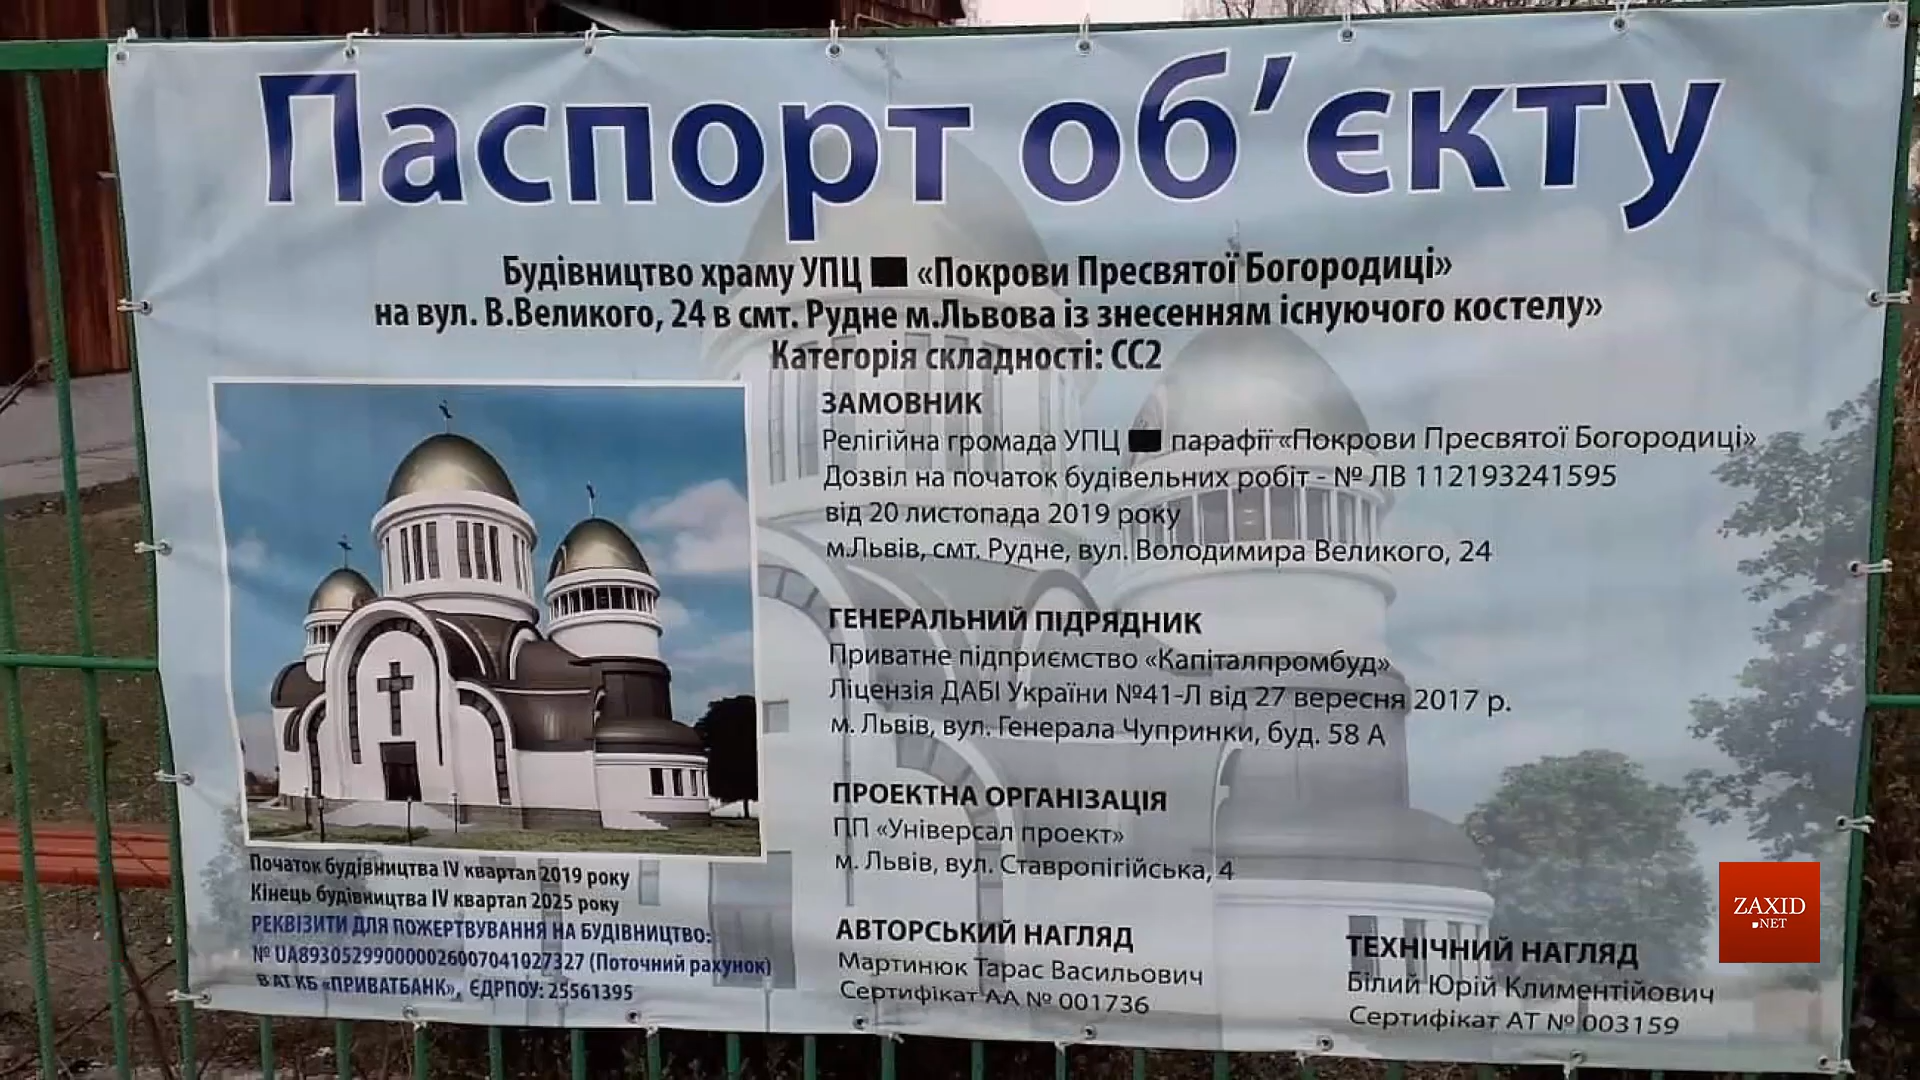 Паспорт об’єкту
Будівництво храму УПЦ «Покрови Пресвятої Богородиці»
на вул. В.Великого, 24 в смт. Рудне м.Львова із знесенням існуючого костелу»
Категорія складності: СС2
ЗАМОВНИК
Релігійна громада УПЦ парафії «Покрови Пресвятої Богородиці»
Дозвіл на початок будівельних робіт - № ЛВ 112193241595
від 20 листопада 2019 року
м.Львів, смт. Рудне, вул. Володимира Великого, 24
ГЕНЕРАЛЬНИЙ ПІДРЯДНИК
Приватне підприємство «Капіталпромбуд»
Ліцензія ДАБІ України №41-Л від 27 вересня 2017 р.
м. Львів, вул. Генерала Чупринки, буд. 58 А
ПРОЕКТНА ОРГАНІЗАЦІЯ
ПП «Універсал проект»
м. Львів, вул. Ставропігійська, 4
Початок будівництва IV квартал 2019 року
Кінець будівництва IV квартал 2025 року
РЕКВІЗИТИ ДЛЯ ПОЖЕРТВУВАННЯ НА БУДІВНИЦТВО:
№ UA893052990000026007041027327 (Поточний рахунок)
В АТ КБ «ПРИВАТБАНК», ЄДРПОУ: 25561395
АВТОРСЬКИЙ НАГЛЯД
Мартинюк Тарас Васильович
Сертифікат АА № 001736
ТЕХНІЧНИЙ НАГЛЯД
Білий Юрій Климентійович
Сертифікат АТ № 003159
ZAXID
.NET